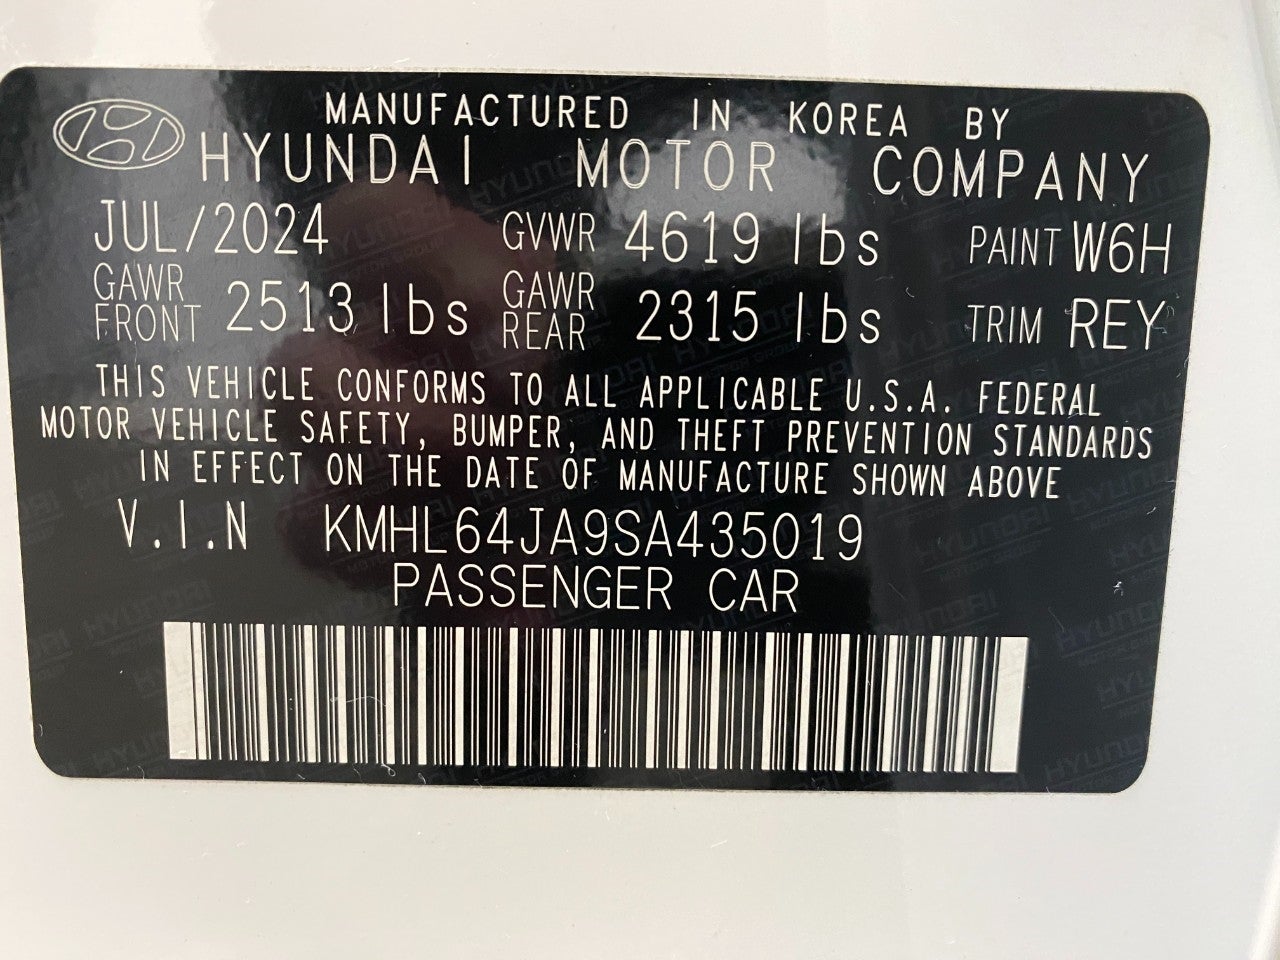 MANUFACTURED IN KOREA BY
HYUNDAI MOTOR COMPANY
JUL/2024 GVWR 4619 lbs PAINT W6H
GAWR FRONT 2513 lbs GAWR REAR 2315 lbs TRIM REY
THIS VEHICLE CONFORMS TO ALL APPLICABLE U.S.A. FEDERAL
MOTOR VEHICLE SAFETY, BUMPER, AND THEFT PREVENTION STANDARDS
IN EFFECT ON THE DATE OF MANUFACTURE SHOWN ABOVE
V.I.N KMHL64JA9SA435019
PASSENGER CAR